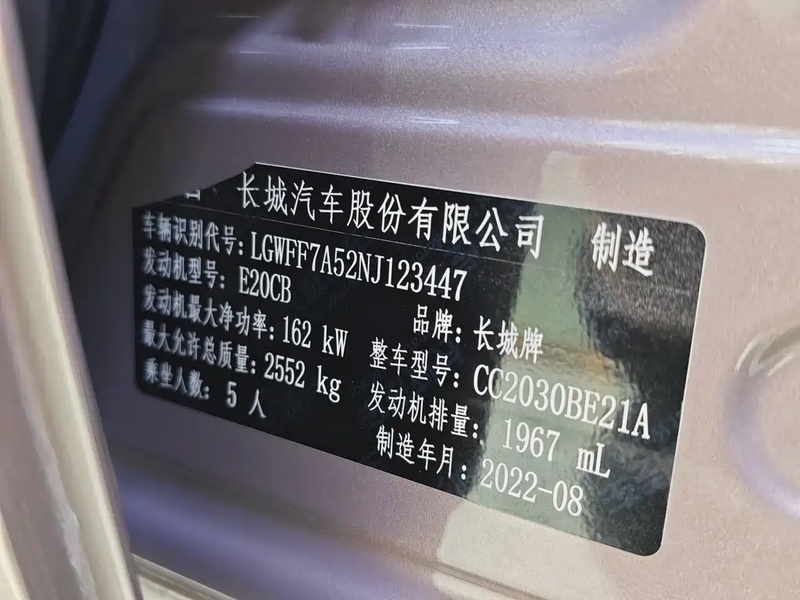 长城汽车股份有限公司 制造
车辆识别代号: LGWFF7A52NJ123447
发动机型号: E20CB
品牌: 长城牌
发动机最大净功率: 162 kW
整车型号: CC2030BE21A
最大允许总质量: 2552 kg
发动机排量: 1967 mL
乘坐人数: 5 人
制造年月: 2022-08